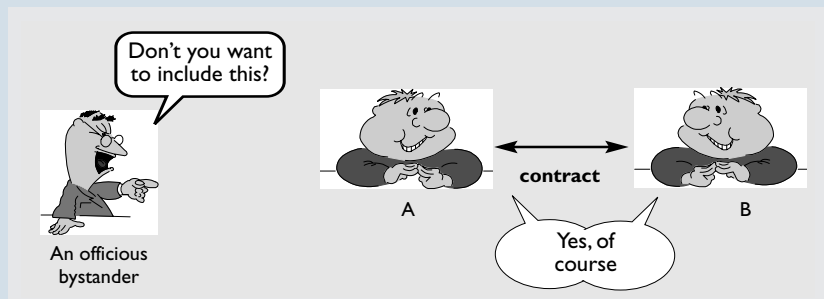 Don’t you want
to include this?
An officious
bystander
A
contract
B
Yes, of
course